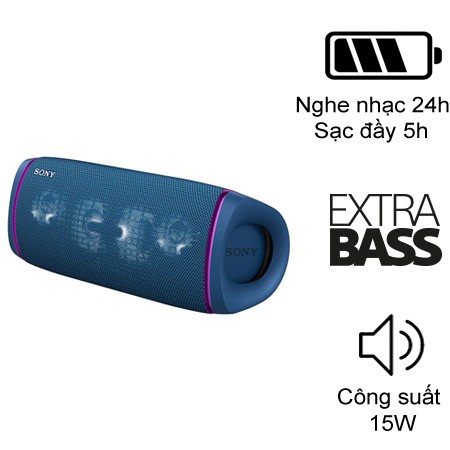 Nghe nhạc 24h
Sạc đầy 5h
SONY
SONY
EXTRA
BASS
Công suất
15W